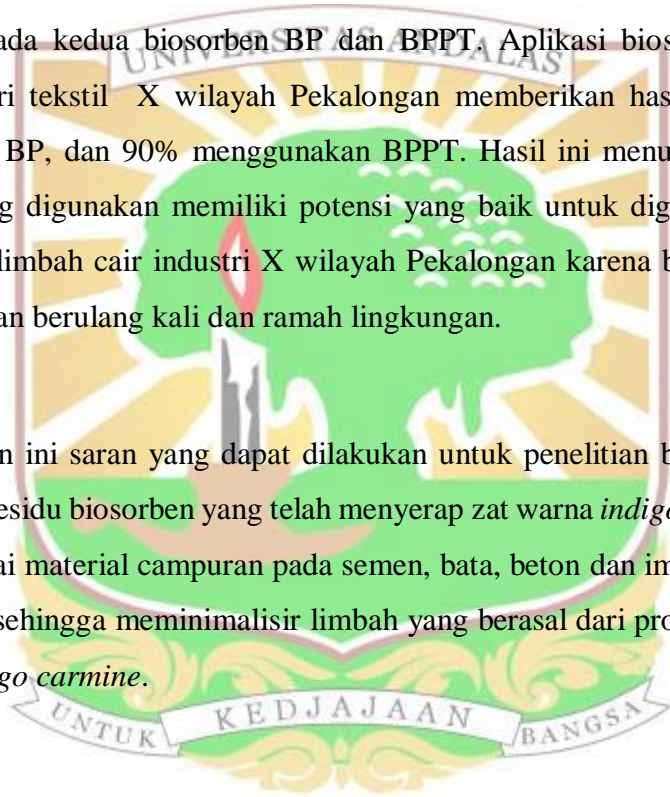 ada kedua biosorben BP dan BPPT. Aplikasi bios
UNIVERSITAS ANDALAS
ri tekstil X wilayah Pekalongan memberikan has
BP, dan 90% menggunakan BPPT. Hasil ini menu
g digunakan memiliki potensi yang baik untuk dig
limbah cair industri X wilayah Pekalongan karena b
an berulang kali dan ramah lingkungan.
n ini saran yang dapat dilakukan untuk penelitian b
esidu biosorben yang telah menyerap zat warna indigo
ai material campuran pada semen, bata, beton dan im
sehingga meminimalisir limbah yang berasal dari pro
go carmine.
UNTUK KEDJAJAAN BANGSA